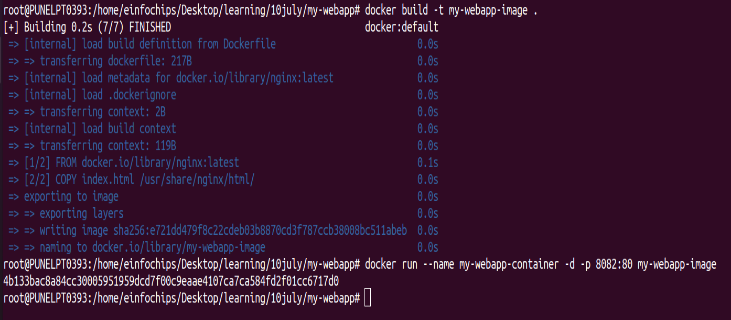 root@PUNELPT0393:/home/einfochips/Desktop/learning/10july/my-webapp# docker build -t my-webapp-image .
[+] Building 0.2s (7/7) FINISHED docker:default
=> [internal] load build definition from Dockerfile 0.0s
=> => transferring dockerfile: 217B 0.0s
=> [internal] load metadata for docker.io/library/nginx:latest 0.0s
=> [internal] load .dockerignore 0.0s
=> => transferring context: 2B 0.0s
=> [internal] load build context 0.0s
=> => transferring context: 119B 0.0s
=> [1/2] FROM docker.io/library/nginx:latest 0.1s
=> [2/2] COPY index.html /usr/share/nginx/html/ 0.0s
=> exporting to image 0.0s
=> => exporting layers 0.0s
=> => writing image sha256:e721dd479f8c22cdeb03b8870cd3f787ccb38008bc511abeb 0.0s
=> => naming to docker.io/library/my-webapp-image 0.0s
root@PUNELPT0393:/home/einfochips/Desktop/learning/10july/my-webapp# docker run --name my-webapp-container -d -p 8082:80 my-webapp-image
4b133bac8a84cc30005951959dcd7f00c9eaae4107ca7ca584fd2f01cc6717d0
root@PUNELPT0393:/home/einfochips/Desktop/learning/10july/my-webapp#